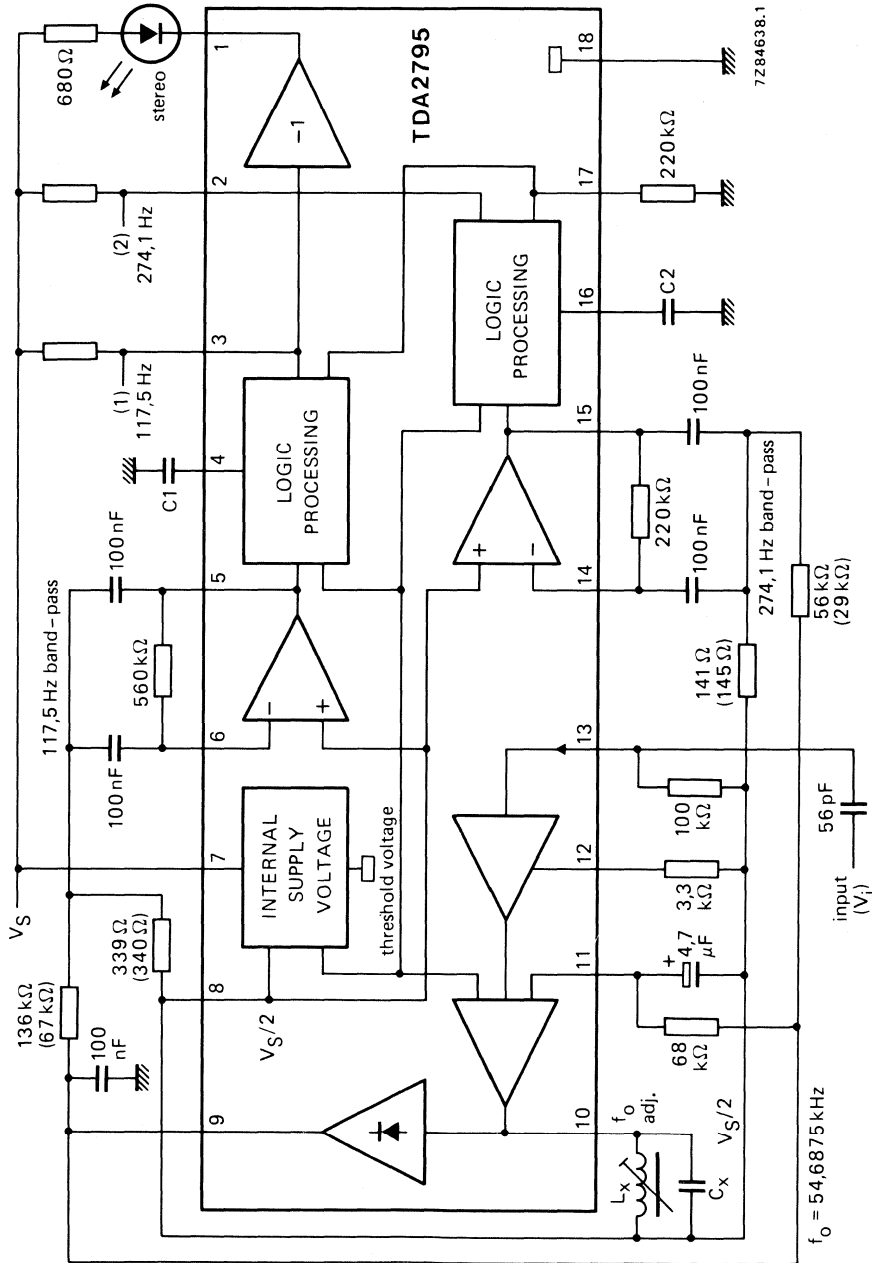 680 Ω
stereo
1
−1
TDA2795
18
7Z84638.1
2
(2)
274,1 Hz
17
220 kΩ
3
(1)
117,5 Hz
LOGIC
PROCESSING
16
C2
4
C1
LOGIC
PROCESSING
15
100 nF
117,5 Hz band-pass
100 nF
5
560 kΩ
+
−
220 kΩ
274,1 Hz band-pass
6
100 nF
−
+
14
100 nF
56 kΩ
(29 kΩ)
141 Ω
(145 Ω)
VS
7
INTERNAL
SUPPLY
VOLTAGE
threshold voltage
13
100
kΩ
56 pF
12
3,3
kΩ
input
(Vi)
339 Ω
(340 Ω)
8
VS/2
11
+
4,7
μF
68
kΩ
136 kΩ
(67 kΩ)
100
nF
9
10
fo
adj.
Lx
Cx
VS/2
fo = 54,6875 kHz